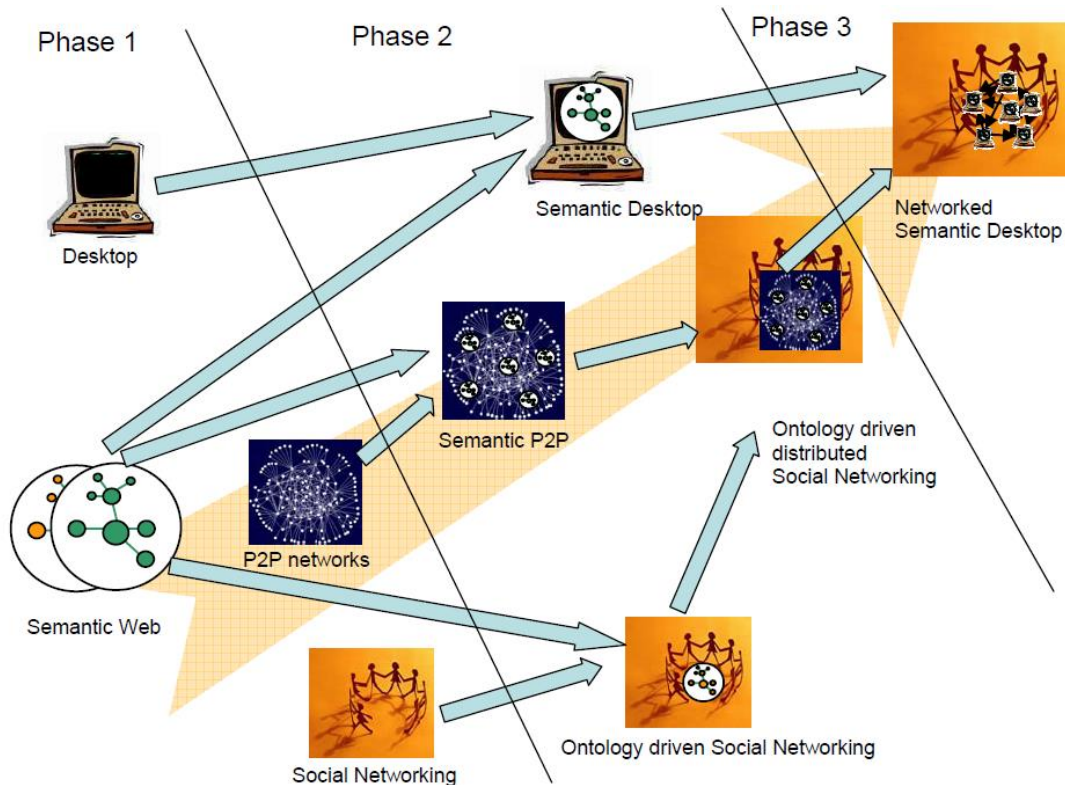 Phase 1
Phase 2
Phase 3
Desktop
Semantic Desktop
Networked
Semantic Desktop
Semantic P2P
P2P networks
Ontology driven
distributed
Social Networking
Semantic Web
Social Networking
Ontology driven Social Networking